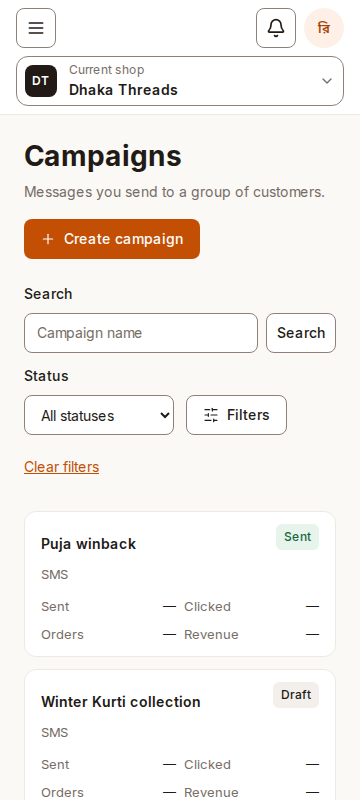 রি
DT
Current shop
Dhaka Threads
Campaigns
Messages you send to a group of customers.
+ Create campaign
Search
Campaign name
Search
Status
All statuses
Filters
Clear filters
Puja winback
Sent
SMS
Sent — Clicked —
Orders — Revenue —
Winter Kurti collection
Draft
SMS
Sent — Clicked —
Orders — Revenue —